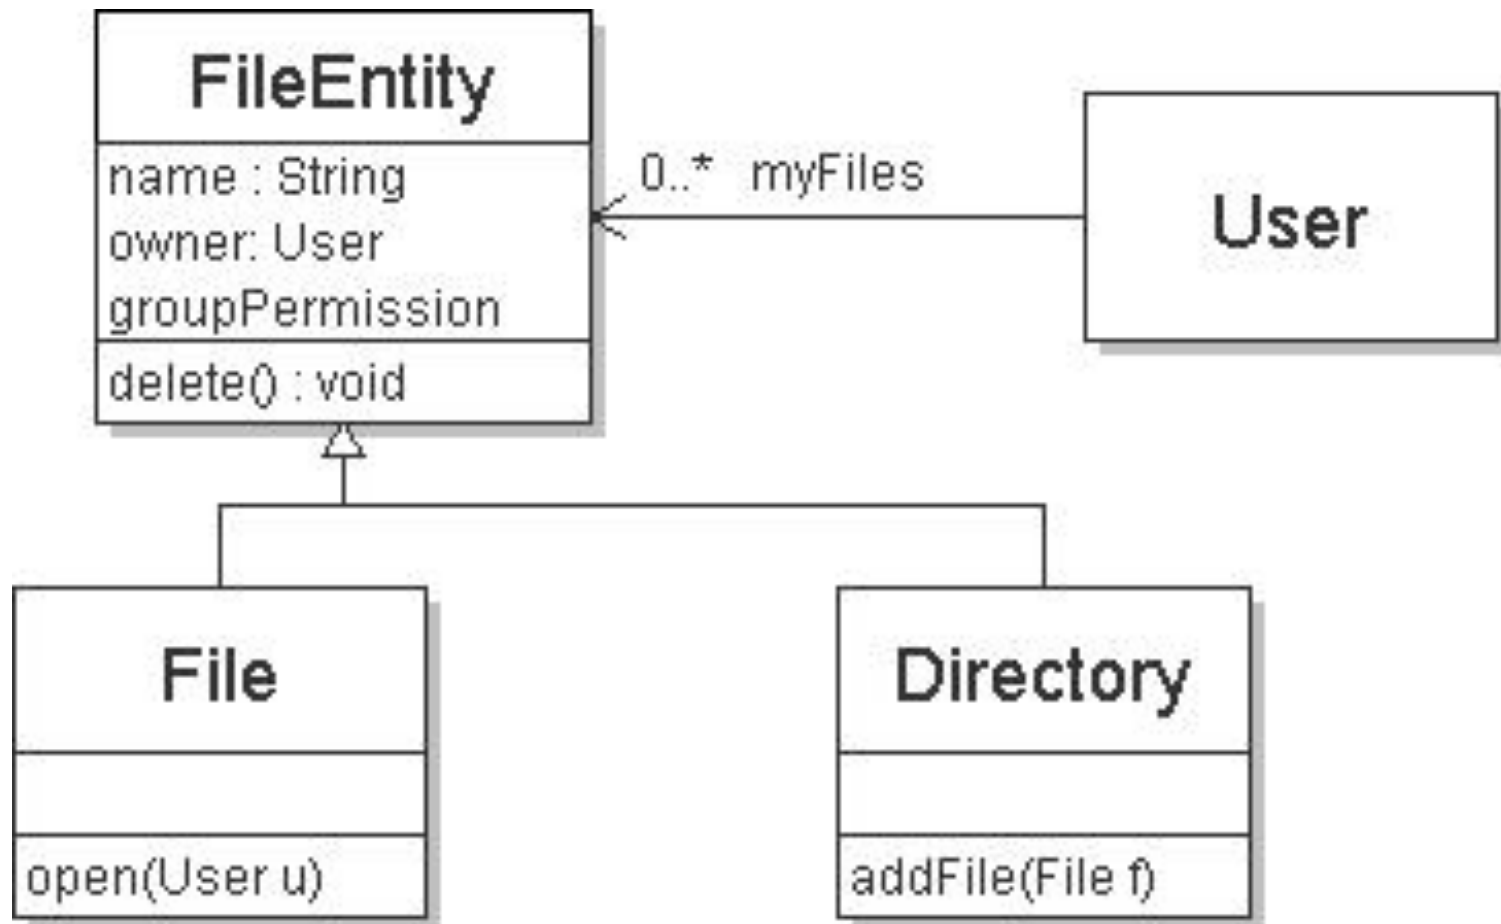 FileEntity
name : String
owner: User
groupPermission
delete() : void
0..* myFiles
User
File
open(User u)
Directory
addFile(File f)